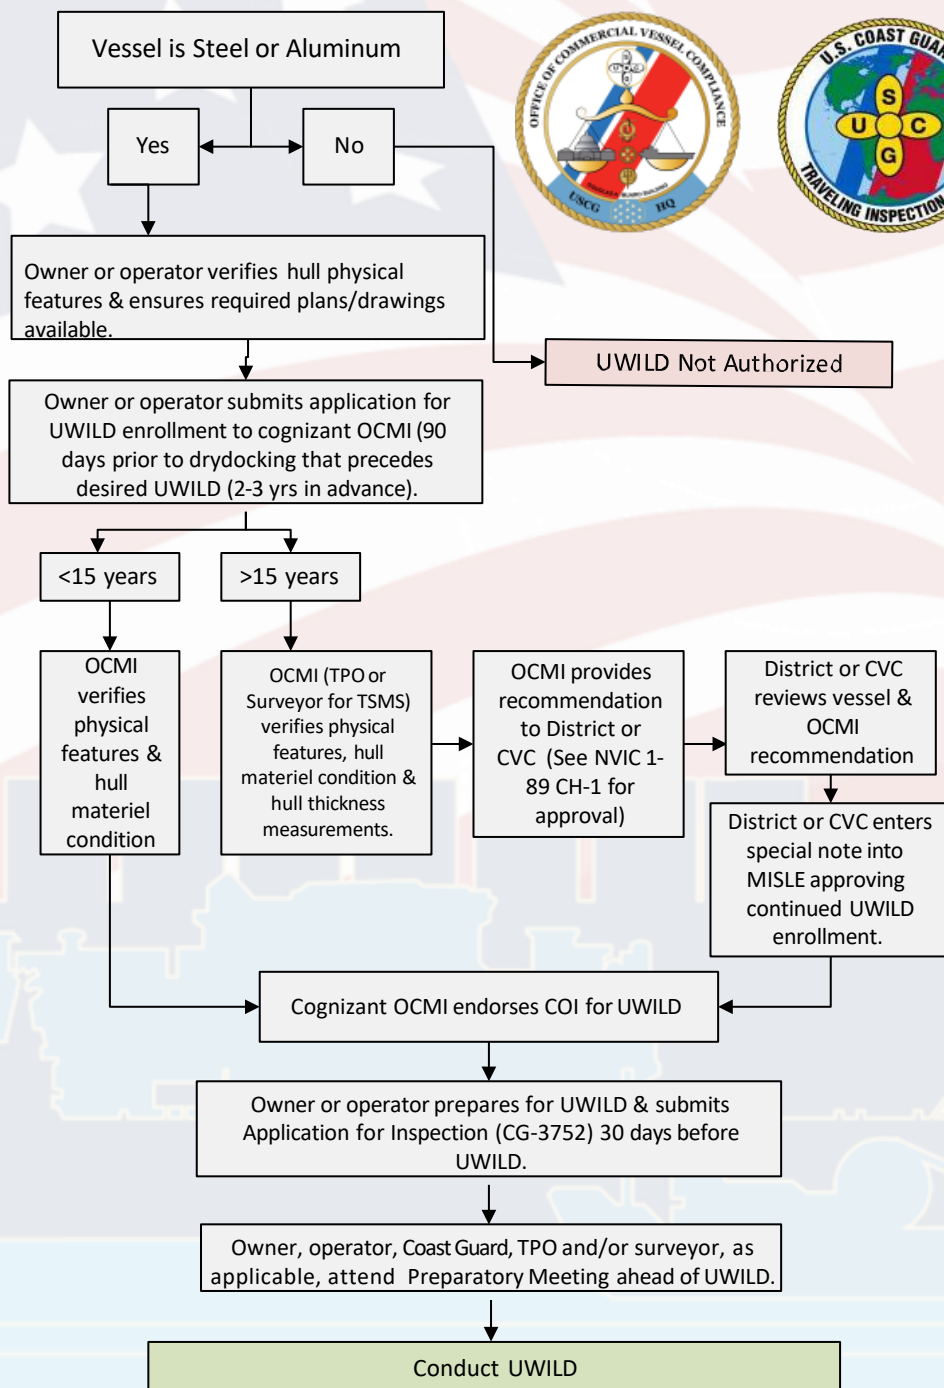 Vessel is Steel or Aluminum
OFFICE OF COMMERCIAL VESSEL COMPLIANCE
USCG HQ
U.S. COAST GUAR
U S C G
TRAVELING INSPECTION
Yes
No
Owner or operator verifies hull physical
features & ensures required plans/drawings
available.
UWILD Not Authorized
Owner or operator submits application for
UWILD enrollment to cognizant OCMI (90
days prior to drydocking that precedes
desired UWILD (2-3 yrs in advance).
<15 years
>15 years
OCMI
verifies
physical
features &
hull
materiel
condition
OCMI (TPO or
Surveyor for TSMS)
verifies physical
features, hull
materiel condition &
hull thickness
measurements.
OCMI provides
recommendation
to District or
CVC (See NVIC 1-
89 CH-1 for
approval)
District or CVC
reviews vessel &
OCMI
recommendation
District or CVC enters
special note into
MISLE approving
continued UWILD
enrollment.
Cognizant OCMI endorses COI for UWILD
Owner or operator prepares for UWILD & submits
Application for Inspection (CG-3752) 30 days before
UWILD.
Owner, operator, Coast Guard, TPO and/or surveyor, as
applicable, attend Preparatory Meeting ahead of UWILD.
Conduct UWILD